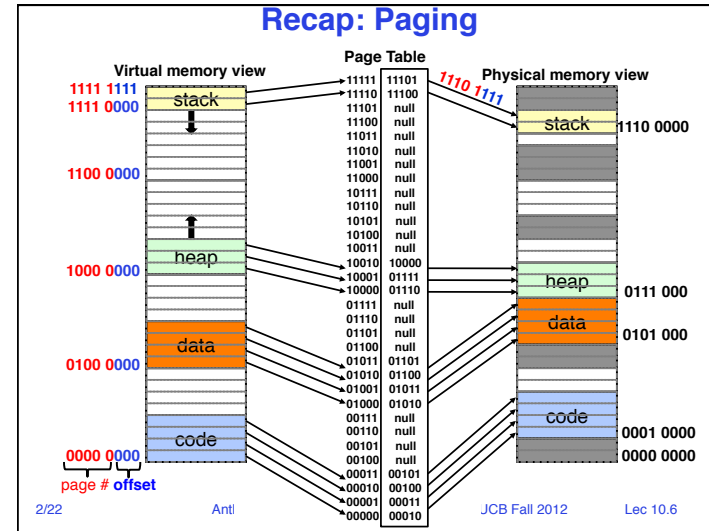 Recap: Paging
Virtual memory view
Page Table
Physical memory view
1111 1111
1111 0000
1100 0000
1000 0000
0100 0000
0000 0000
page # offset
stack
heap
data
code
11111 11101
11110 11100
11101 null
11100 null
11011 null
11010 null
11001 null
11000 null
10111 null
10110 null
10101 null
10100 null
10011 null
10010 10000
10001 01111
10000 01110
01111 null
01110 null
01101 null
01100 null
01011 01101
01010 01100
01001 01011
01000 01010
00111 null
00110 null
00101 null
00100 null
00011 00101
00010 00100
00001 00011
00000 00010
1110 1111
stack
1110 0000
heap
0111 000
data
0101 000
code
0001 0000
0000 0000
2/22
JCB Fall 2012
Lec 10.6